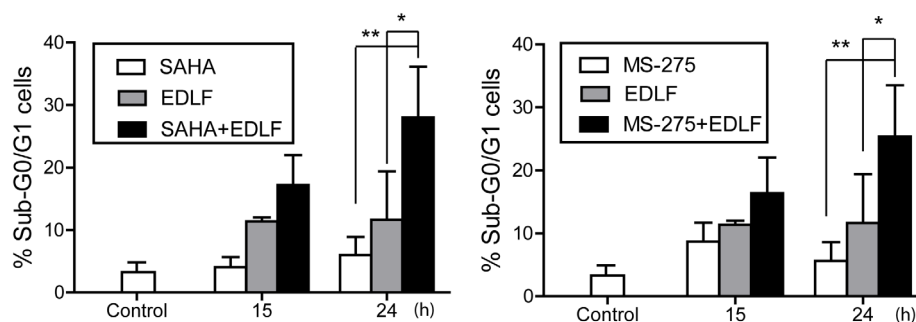 % Sub-G0/G1 cells
40
30
20
10
0
SAHA
EDLF
SAHA+EDLF
**
*
Control
15
24
(h)
% Sub-G0/G1 cells
40
30
20
10
0
MS-275
EDLF
MS-275+EDLF
**
*
Control
15
24
(h)